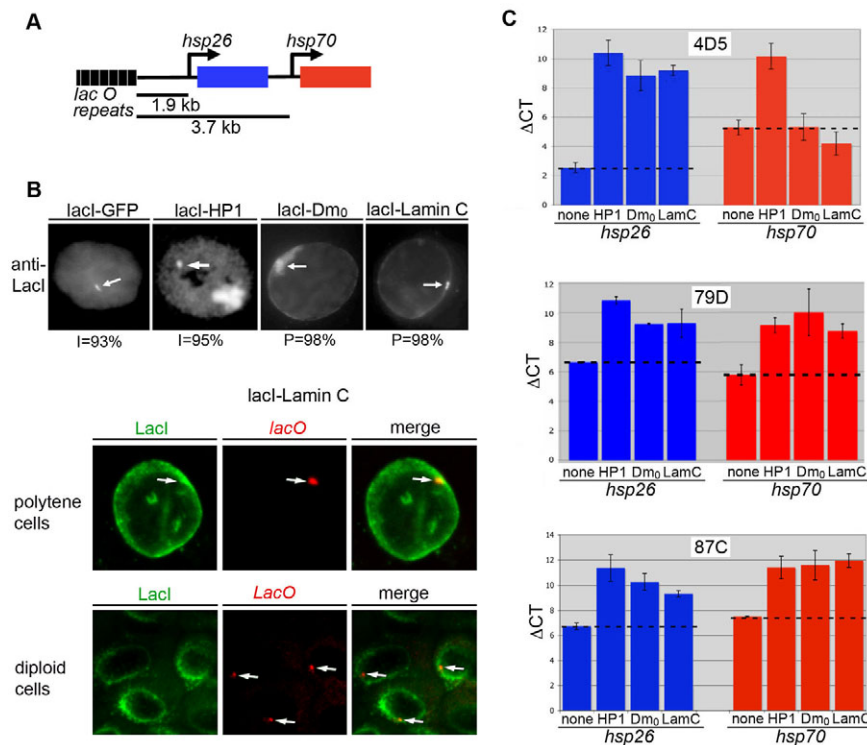 A
hsp26
hsp70
lac O
repeats
1.9 kb
3.7 kb
B
lacI-GFP lacI-HP1 lacI-Dm0 lacI-Lamin C
anti-
LacI
I=93% I=95% P=98% P=98%
lacI-Lamin C
LacI lacO merge
polytene
cells
LacI LacO merge
diploid
cells
C
4D5
ΔCT
12
10
8
6
4
2
0
none HP1 Dm0 LamC none HP1 Dm0 LamC
hsp26 hsp70
79D
ΔCT
12
10
8
6
4
2
0
none HP1 Dm0 LamC none HP1 Dm0 LamC
hsp26 hsp70
87C
ΔCT
14
12
10
8
6
4
2
0
none HP1 Dm0 LamC none HP1 Dm0 LamC
hsp26 hsp70